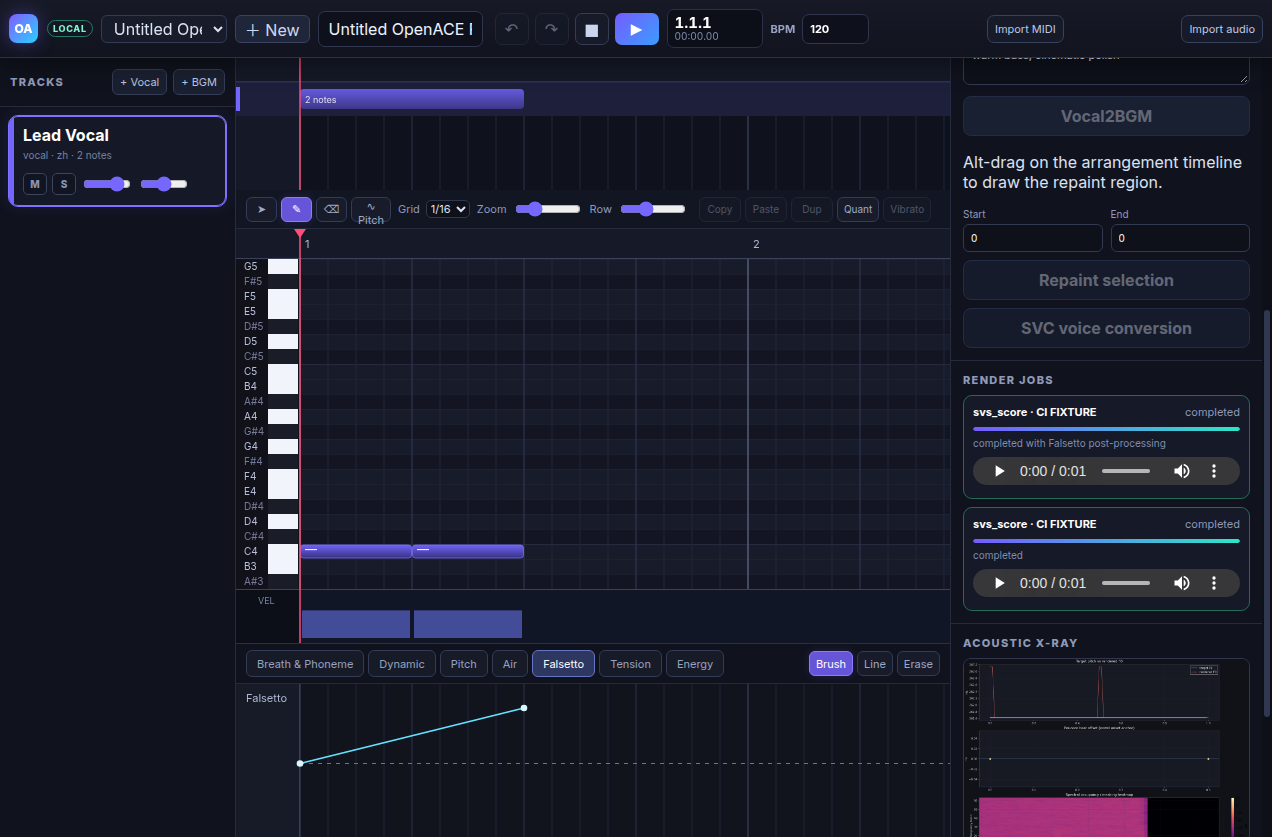 OA LOCAL Untitled Ope + New Untitled OpenACE 1.1.1 00:00.00 BPM 120 Import MIDI Import audio
TRACKS + Vocal + BGM
Lead Vocal
vocal · zh · 2 notes
M S
2 notes
Pitch Grid 1/16 Zoom Row Copy Paste Dup Quant Vibrato
1 2
G5
F#5
F5
E5
D#5
D5
C#5
C5
B4
A#4
A4
G#4
G4
F#4
F4
E4
D#4
D4
C#4
C4
B3
A#3
VEL
Breath & Phoneme Dynamic Pitch Air Falsetto Tension Energy Brush Line Erase
Falsetto
Vocal2BGM
Alt-drag on the arrangement timeline
to draw the repaint region.
Start End
0 0
Repaint selection
SVC voice conversion
RENDER JOBS
svs_score · CI FIXTURE completed
completed with Falsetto post-processing
0:00 / 0:01
svs_score · CI FIXTURE completed
completed
0:00 / 0:01
ACOUSTIC X-RAY